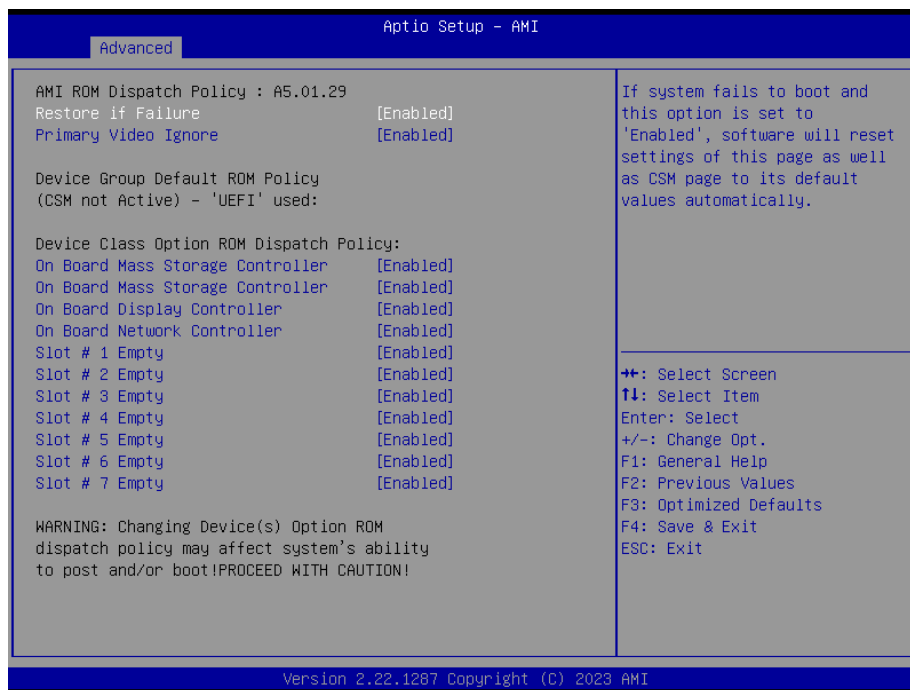 Aptio Setup – AMI
Advanced
AMI ROM Dispatch Policy : A5.01.29
Restore if Failure [Enabled]
Primary Video Ignore [Enabled]
Device Group Default ROM Policy
(CSM not Active) – 'UEFI' used:
Device Class Option ROM Dispatch Policy:
On Board Mass Storage Controller [Enabled]
On Board Mass Storage Controller [Enabled]
On Board Display Controller [Enabled]
On Board Network Controller [Enabled]
Slot # 1 Empty [Enabled]
Slot # 2 Empty [Enabled]
Slot # 3 Empty [Enabled]
Slot # 4 Empty [Enabled]
Slot # 5 Empty [Enabled]
Slot # 6 Empty [Enabled]
Slot # 7 Empty [Enabled]
WARNING: Changing Device(s) Option ROM
dispatch policy may affect system's ability
to post and/or boot!PROCEED WITH CAUTION!
If system fails to boot and
this option is set to
'Enabled', software will reset
settings of this page as well
as CSM page to its default
values automatically.
→←: Select Screen
↑↓: Select Item
Enter: Select
+/-: Change Opt.
F1: General Help
F2: Previous Values
F3: Optimized Defaults
F4: Save & Exit
ESC: Exit
Version 2.22.1287 Copyright (C) 2023 AMI